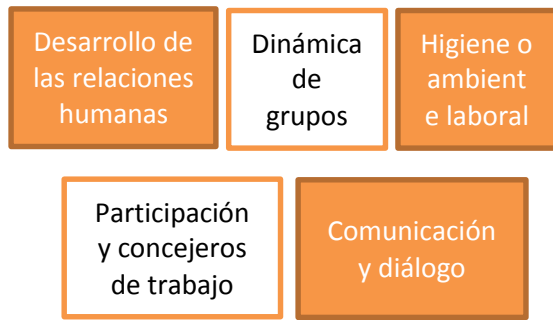 Desarrollo de
las relaciones
humanas
Dinámica
de
grupos
Higiene o
ambient
e laboral
Participación
y concejeros
de trabajo
Comunicación
y diálogo